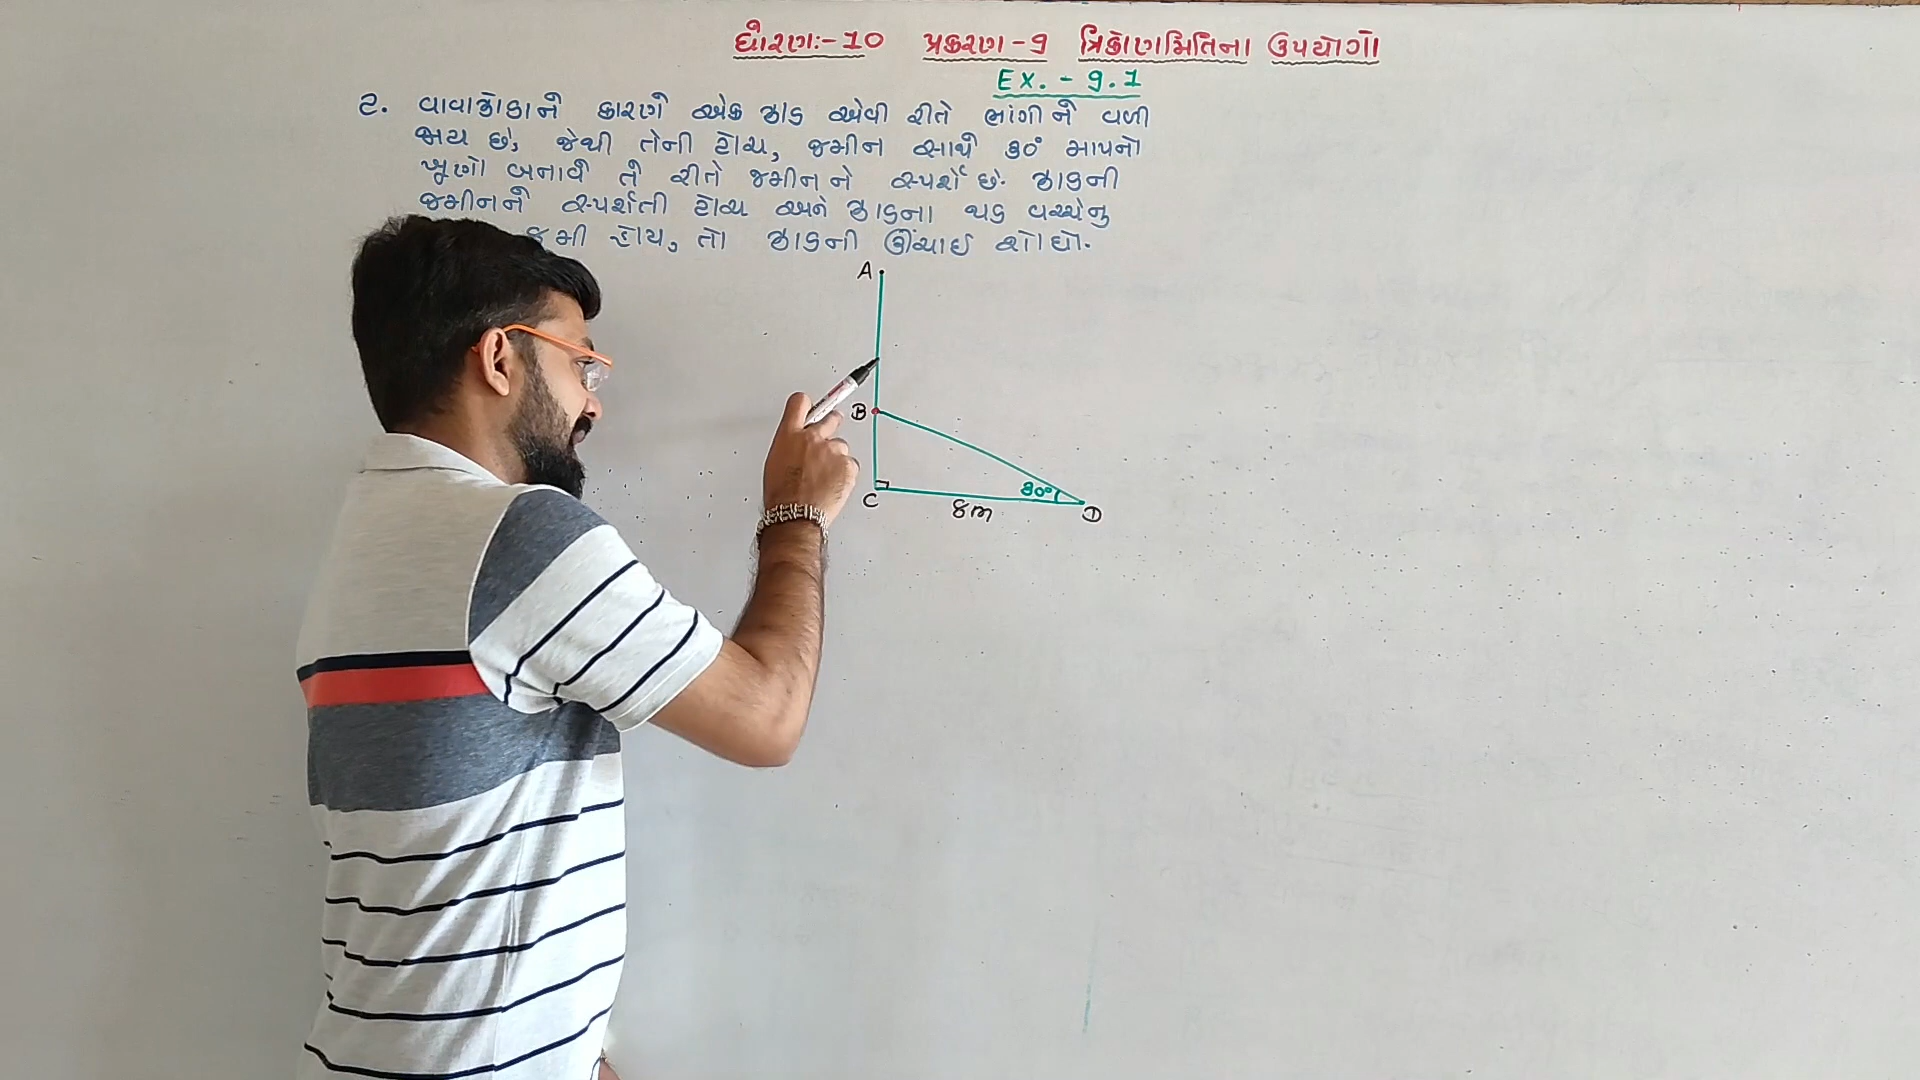 ધોરણ:-10 પ્રકરણ-9 ત્રિકોણમિતિના ઉપયોગો
EX. - 9.1
૨. વાવાઝોડાને કારણે એક ઝાડ એવી રીતે ભાંગીને વળી
જાય છે, જેથી તેની ટોચ, જમીન સાથે 30° માપનો
ખૂણો બનાવે તે રીતે જમીનને સ્પર્શે છે. ઝાડની
જમીનને સ્પર્શતી ટોચ અને ઝાડના થડ વચ્ચેનુ
મી હોય, તો ઝાડની ઊંચાઈ શોધો.
A
B
C
30°
8m
D